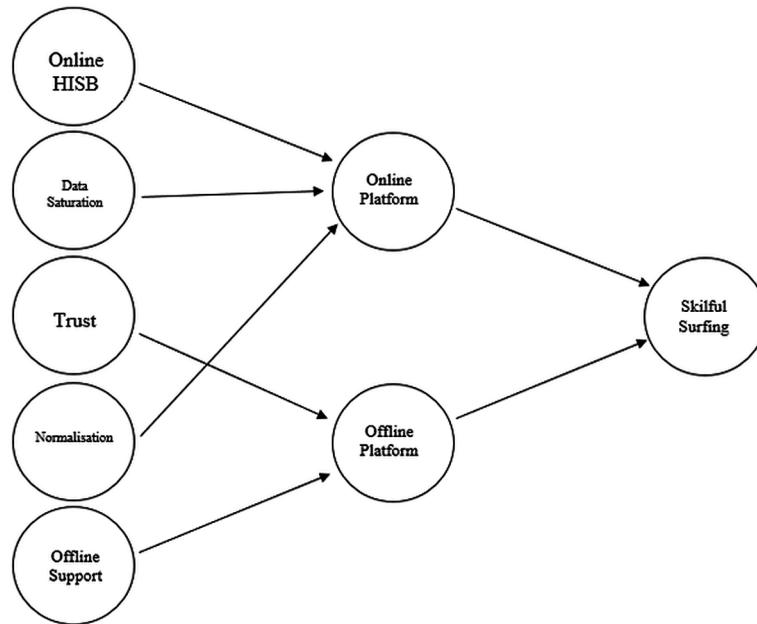 Online
HISB
Data
Saturation
Trust
Normalisation
Offline
Support
Online
Platform
Offline
Platform
Skilful
Surfing